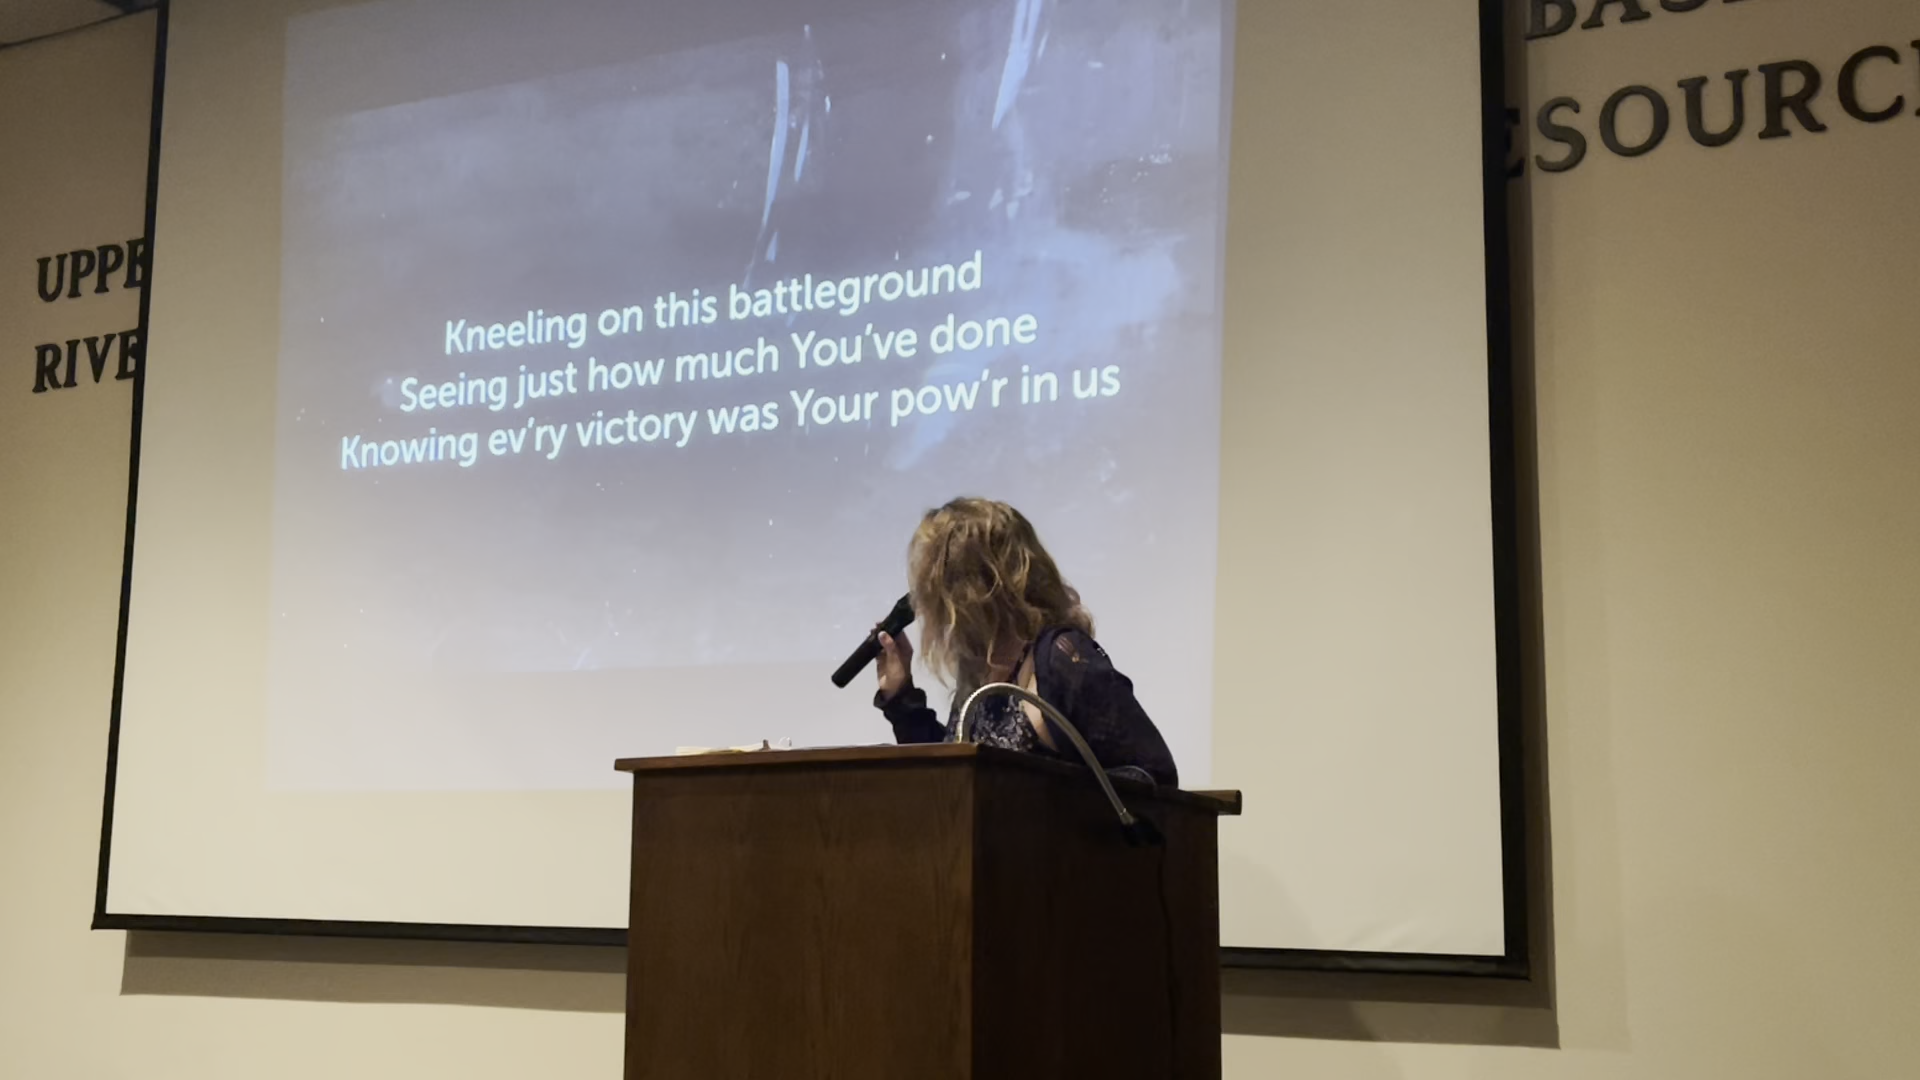 Kneeling on this battleground
Seeing just how much You've done
Knowing ev'ry victory was Your pow'r in us
UPPE
RIVE
BAS
ESOURC